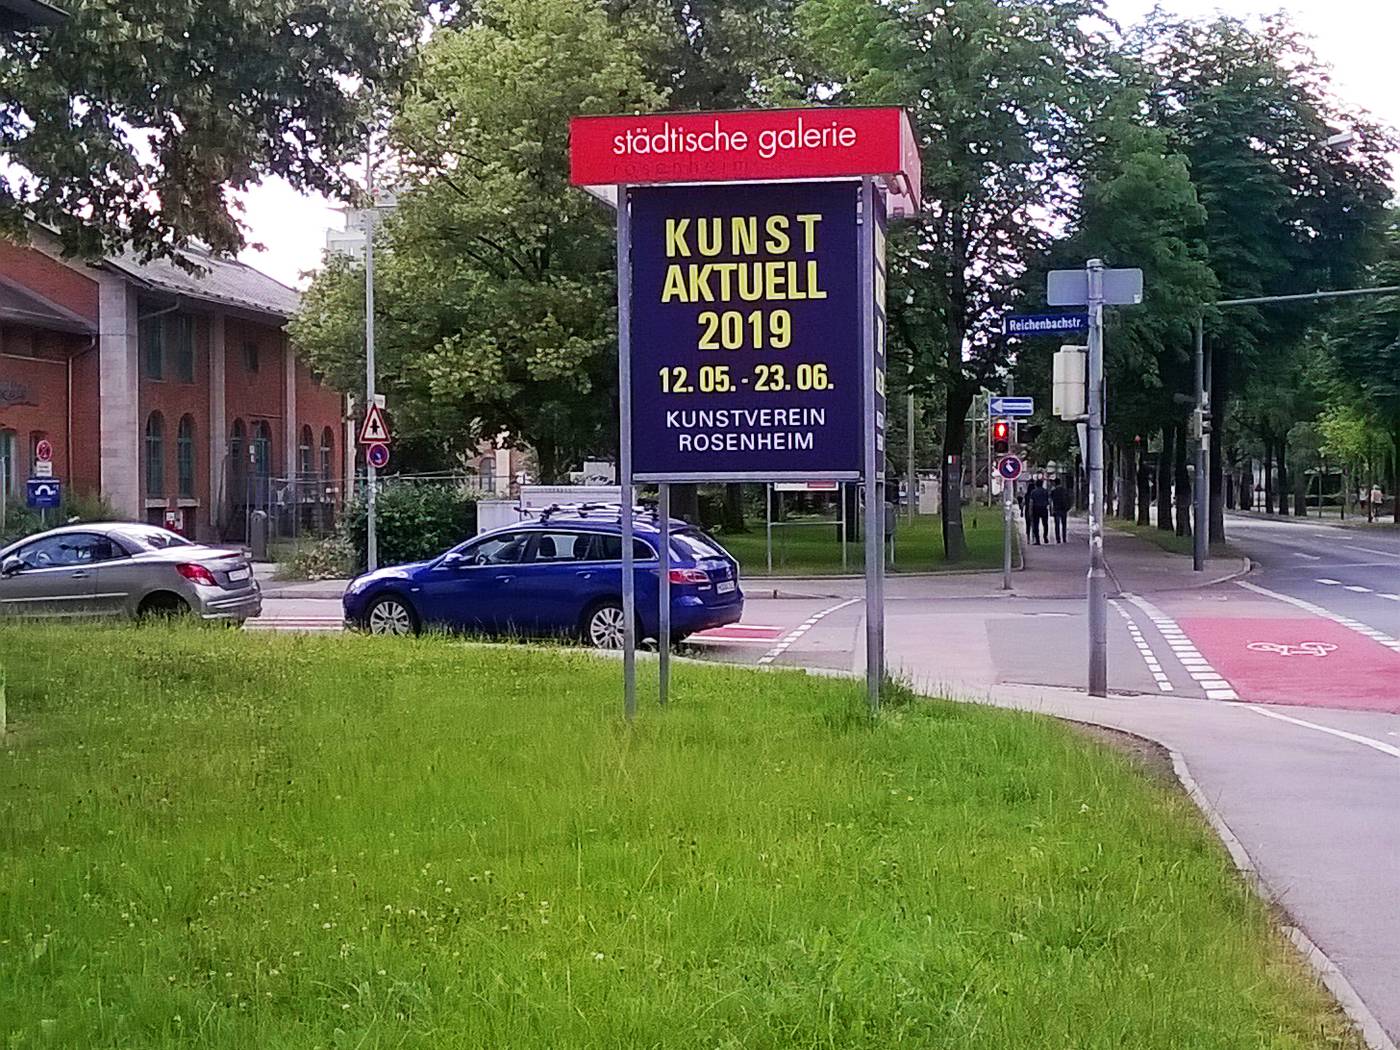 städtische galerie
rosenheim
KUNST
AKTUELL
2019
12. 05. - 23. 06.
KUNSTVEREIN
ROSENHEIM
Reichenbachstr.